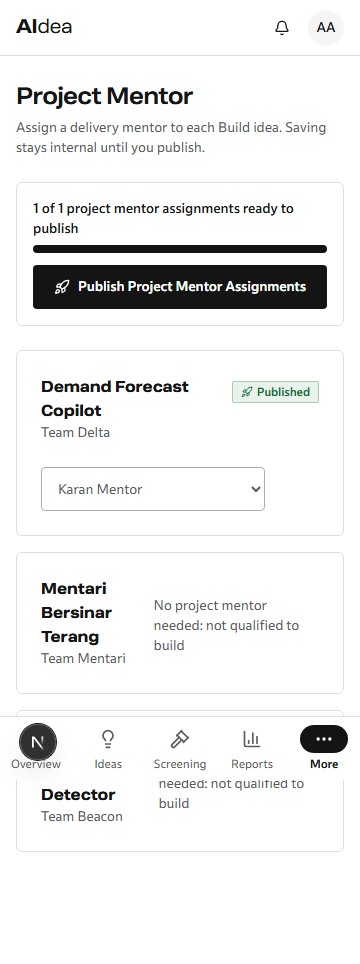 AIdea
AA
Project Mentor
Assign a delivery mentor to each Build idea. Saving
stays internal until you publish.
1 of 1 project mentor assignments ready to
publish
Publish Project Mentor Assignments
Demand Forecast
Copilot
Published
Team Delta
Karan Mentor
Mentari
Bersinar
Terang
Team Mentari
No project mentor
needed: not qualified to
build
N
Overview
Ideas
Screening
Reports
More
Detector
Team Beacon
needed: not qualified to
build